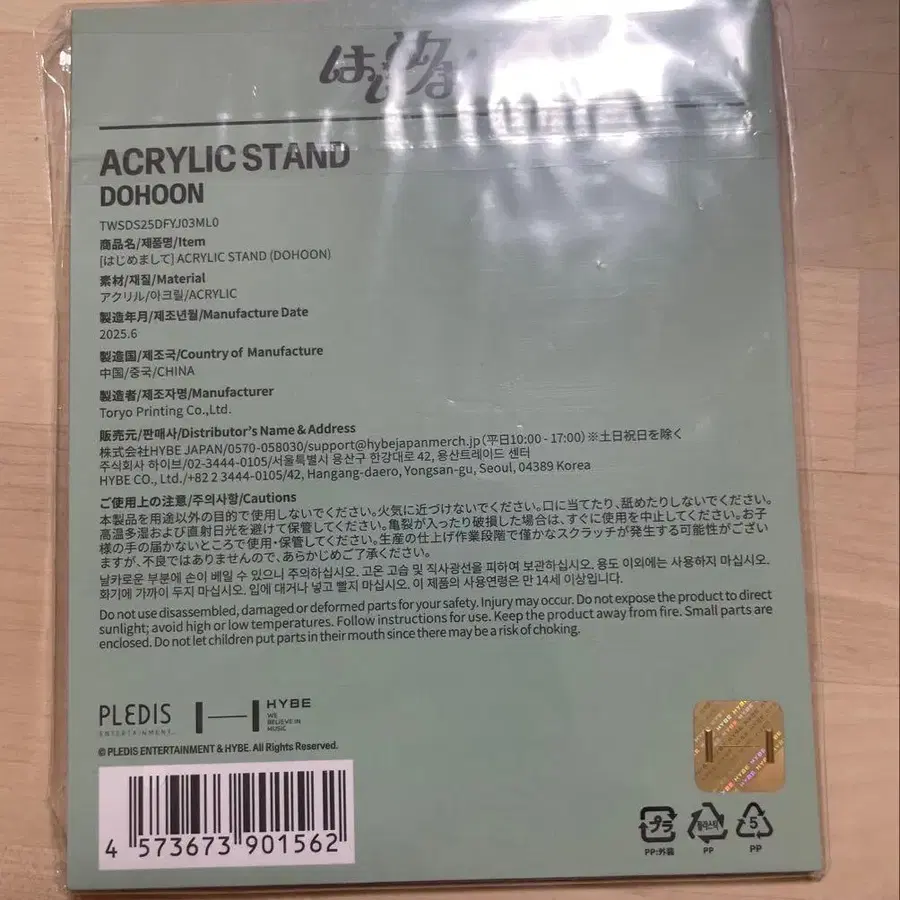 はじめまして
ACRYLIC STAND
DOHOON
TWSDS25DFYJ03ML0
商品名/제품명/Item
[はじめまして] ACRYLIC STAND (DOHOON)
素材/재질/Material
アクリル/아크릴/ACRYLIC
製造年月/제조년월/Manufacture Date
2025.6
製造国/제조국/Country of Manufacture
中国/중국/CHINA
製造者/제조자명/Manufacturer
Toryo Printing Co.,Ltd.
販売元/판매사/Distributor's Name & Address
株式会社HYBE JAPAN/0570-058030/support@hybejapanmerch.jp(平日10:00 - 17:00)※土日祝日を除く
주식회사 하이브/02-3444-0105/서울특별시 용산구 한강대로 42, 용산트레이드 센터
HYBE CO., Ltd./+82 2 3444-0105/42, Hangang-daero, Yongsan-gu, Seoul, 04389 Korea
ご使用上の注意/주의사항/Cautions
本製品を用途以外の目的で使用しないでください。火気に近づけないでください。口に当てたり、舐めたりしないでください。
高温多湿および直射日光を避けて保管してください。亀裂が入ったり破損した場合は、すぐに使用を中止してください。お子
様の手の届かないところで使用・保管してください。生産の仕上げ作業段階で僅かなスクラッチが発生する可能性がござい
ますが、不良ではありませんので、あらかじめご了承ください。
날카로운 부분에 손이 베일 수 있으니 주의하십시오. 고온 고습 및 직사광선을 피하여 보관하십시오. 용도 이외에는 사용하지 마십시오.
화기에 가까이 두지 마십시오. 입에 대거나 넣고 빨지 마십시오. 이 제품의 사용연령은 만 14세 이상입니다.
Do not use disassembled, damaged or deformed parts for your safety. Injury may occur. Do not expose the product to direct
sunlight; avoid high or low temperatures. Follow instructions for use. Keep the product away from fire. Small parts are
enclosed. Do not let children put parts in their mouth since there may be a risk of choking.
PLEDIS
ENTERTAINMENT
HYBE
WE
BELIEVE IN
MUSIC
© PLEDIS ENTERTAINMENT & HYBE. All Rights Reserved.
4 573673 901562
HYBE HYBE HYBE
プラ
PP:外装
플라스틱
PP
5
PP